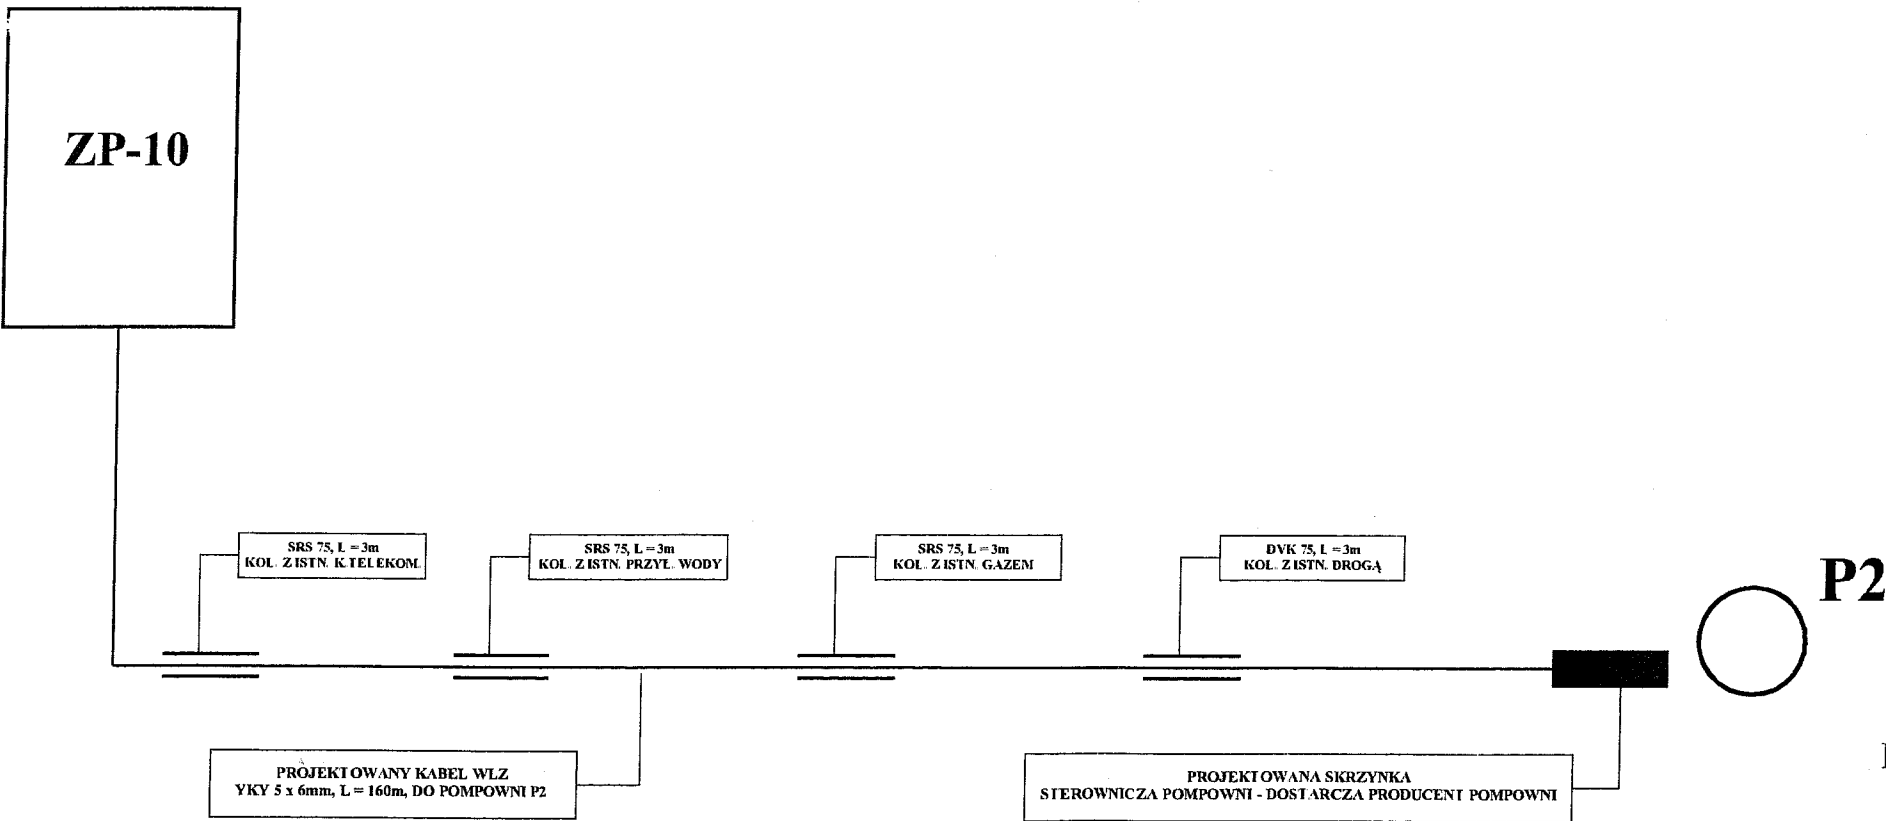 ZP-10
SRS 75, L = 3m
KOL. Z ISTN. K.TELEKOM.
SRS 75, L = 3m
KOL. Z ISTN. PRZYŁ. WODY
SRS 75, L = 3m
KOL. Z ISTN. GAZEM
DVK 75, L = 3m
KOL. Z ISTN. DROGĄ
P2
PROJEKTOWANY KABEL WLZ
YKY 5 x 6mm, L = 160m, DO POMPOWNI P2
PROJEKTOWANA SKRZYNKA
STEROWNICZA POMPOWNI - DOSTARCZA PRODUCENT POMPOWNI